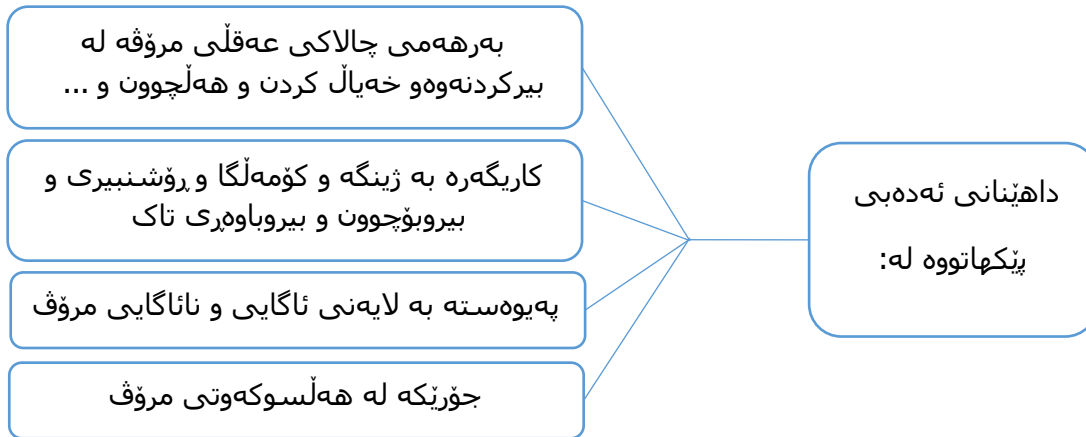 داهێنانی ئەدەبی
پێکهاتووە لە:
بەرهەمی چالاکی عەقڵی مرۆڤە لە
بیرکردنەوەو خەیاڵ کردن و هەڵچوون و ...
کاریگەرە بە ژینگە و کۆمەڵگا و ڕۆشنبیری و
بیروبۆچوون و بیروباوەڕی تاک
پەیوەستە بە لایەنی ئاگایی و نائاگایی مرۆڤ
جۆرێکە لە هەڵسوکەوتی مرۆڤ